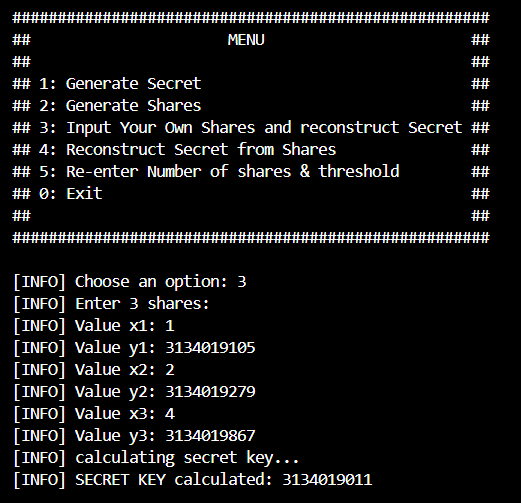 #####################################################
## MENU ##
## ##
## 1: Generate Secret ##
## 2: Generate Shares ##
## 3: Input Your Own Shares and reconstruct Secret ##
## 4: Reconstruct Secret from Shares ##
## 5: Re-enter Number of shares & threshold ##
## 0: Exit ##
## ##
#####################################################
[INFO] Choose an option: 3
[INFO] Enter 3 shares:
[INFO] Value x1: 1
[INFO] Value y1: 3134019105
[INFO] Value x2: 2
[INFO] Value y2: 3134019279
[INFO] Value x3: 4
[INFO] Value y3: 3134019867
[INFO] calculating secret key...
[INFO] SECRET KEY calculated: 3134019011